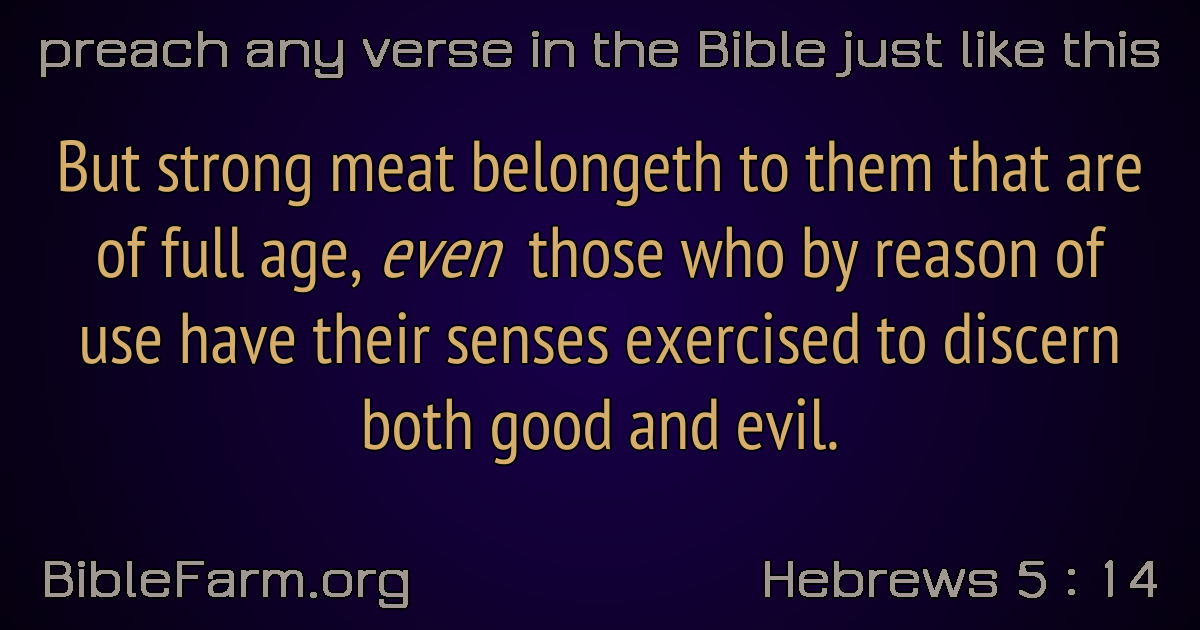 preach any verse in the Bible just like this
But strong meat belongeth to them that are
of full age, even those who by reason of
use have their senses exercised to discern
both good and evil.
BibleFarm.org
Hebrews 5 : 14